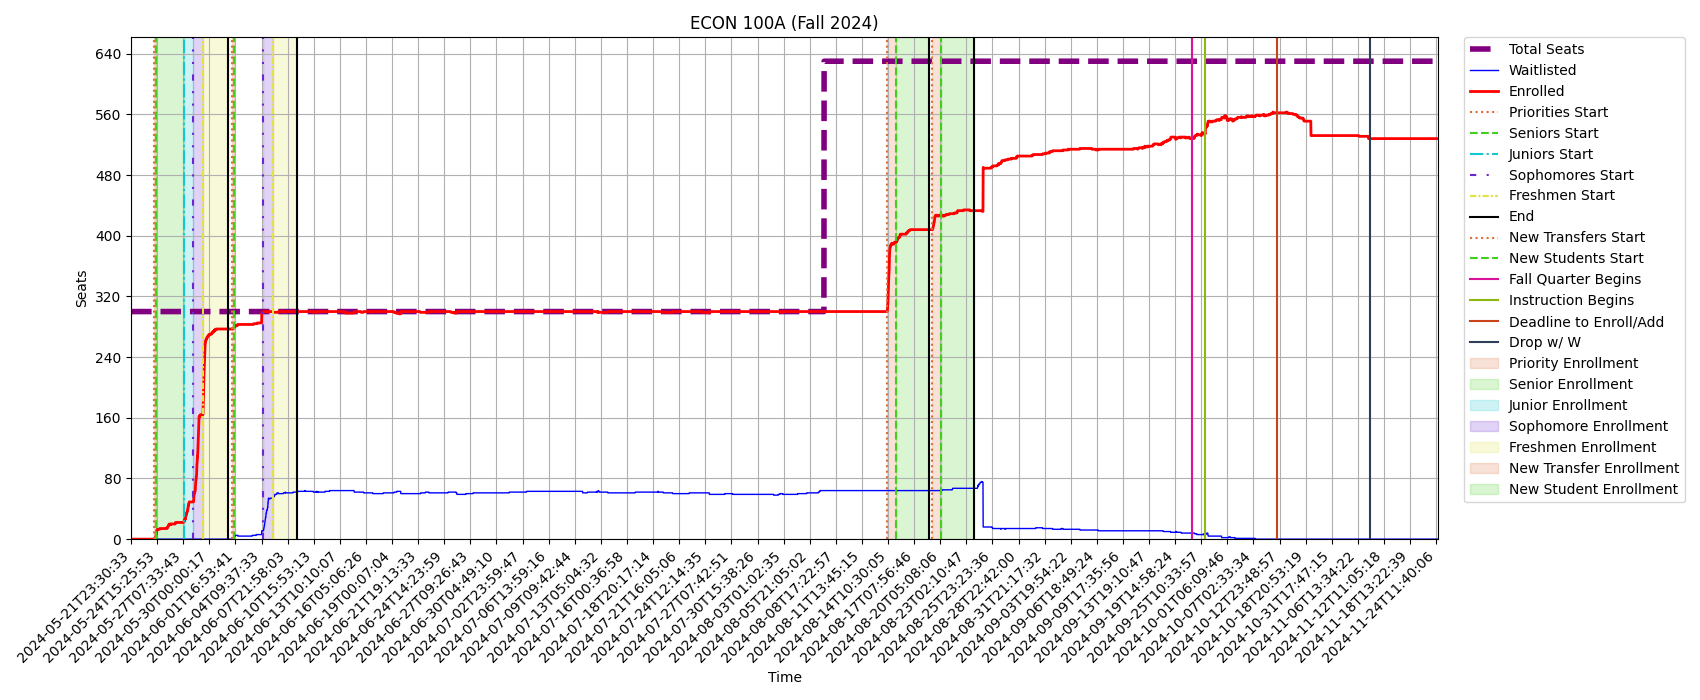 ECON 100A (Fall 2024)
Seats
640
560
480
400
320
240
160
80
0
2024-05-21T23:30:33
2024-05-24T15:25:53
2024-05-27T07:33:43
2024-05-30T00:00:17
2024-06-01T16:53:41
2024-06-04T09:37:33
2024-06-07T21:58:03
2024-06-10T15:53:13
2024-06-13T10:10:07
2024-06-16T05:06:26
2024-06-19T00:07:04
2024-06-21T19:13:33
2024-06-24T14:23:59
2024-06-27T09:26:43
2024-06-30T04:49:10
2024-07-02T23:59:47
2024-07-06T13:59:16
2024-07-09T09:42:44
2024-07-13T05:04:32
2024-07-16T00:36:58
2024-07-18T20:17:14
2024-07-21T16:05:06
2024-07-24T12:14:35
2024-07-27T07:42:51
2024-07-30T15:38:26
2024-08-03T01:02:35
2024-08-05T21:05:02
2024-08-08T17:22:57
2024-08-11T13:45:15
2024-08-14T10:30:05
2024-08-17T07:56:46
2024-08-20T05:08:06
2024-08-23T02:10:47
2024-08-25T23:23:36
2024-08-28T22:42:00
2024-08-31T21:17:32
2024-09-03T19:54:22
2024-09-06T18:49:24
2024-09-09T17:35:56
2024-09-13T19:10:47
2024-09-19T14:58:24
2024-09-25T10:33:57
2024-10-01T06:09:46
2024-10-07T02:33:34
2024-10-12T23:48:57
2024-10-18T20:53:19
2024-10-31T17:47:15
2024-11-06T13:34:22
2024-11-12T11:05:18
2024-11-18T13:22:39
2024-11-24T11:40:06
Time
Total Seats
Waitlisted
Enrolled
Priorities Start
Seniors Start
Juniors Start
Sophomores Start
Freshmen Start
End
New Transfers Start
New Students Start
Fall Quarter Begins
Instruction Begins
Deadline to Enroll/Add
Drop w/ W
Priority Enrollment
Senior Enrollment
Junior Enrollment
Sophomore Enrollment
Freshmen Enrollment
New Transfer Enrollment
New Student Enrollment